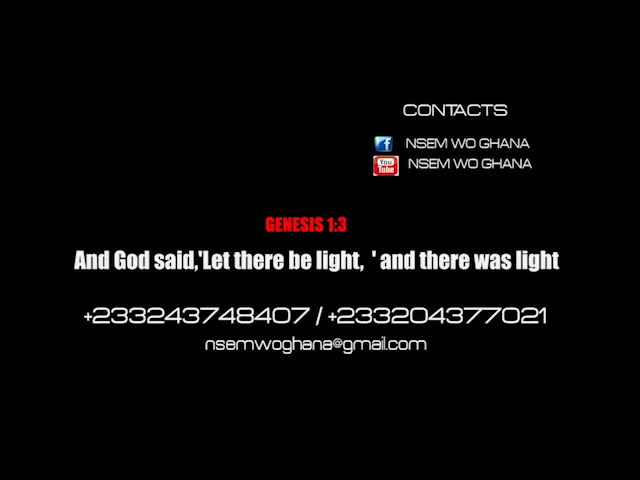 CONTACTS
NSEM WO GHANA
You Tube NSEM WO GHANA
GENESIS 1:3
And God said,'Let there be light, ' and there was light
+233243748407 / +233204377021
nsemwoghana@gmail.com